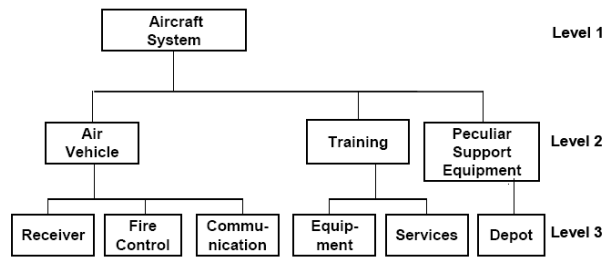 Aircraft
System
Level 1
Air
Vehicle
Training
Peculiar
Support
Equipment
Level 2
Receiver
Fire
Control
Commu-
nication
Equip-
ment
Services
Depot
Level 3